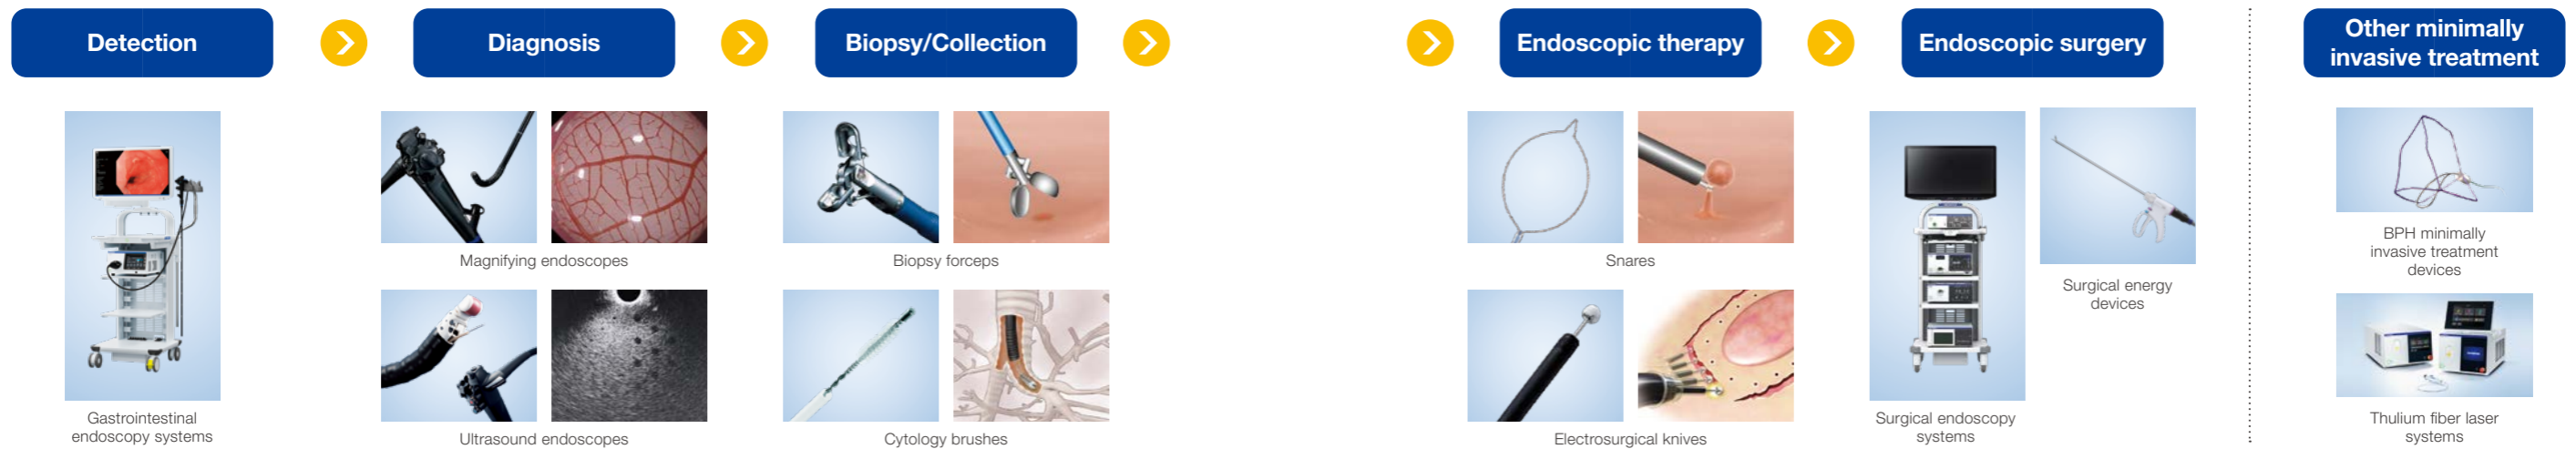 Detection
Diagnosis
Biopsy/Collection
Endoscopic therapy
Endoscopic surgery
Other minimally
invasive treatment
Gastrointestinal
endoscopy systems
Magnifying endoscopes
Ultrasound endoscopes
Biopsy forceps
Cytology brushes
Snares
Electrosurgical knives
Surgical endoscopy
systems
Surgical energy
devices
BPH minimally
invasive treatment
devices
Thulium fiber laser
systems